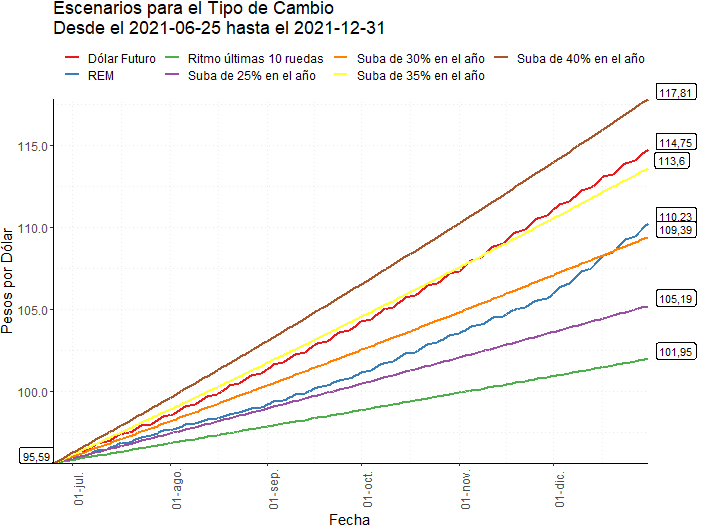 Escenarios para el Tipo de Cambio
Desde el 2021-06-25 hasta el 2021-12-31
Dólar Futuro
Ritmo últimas 10 ruedas
Suba de 30% en el año
Suba de 40% en el año
REM
Suba de 25% en el año
Suba de 35% en el año
117,81
114,75
113,6
110,23
109,39
105,19
101,95
95,59
Pesos por Dólar
115.0
110.0
105.0
100.0
01-jul.
01-ago.
01-sep.
01-oct.
01-nov.
01-dic.
Fecha